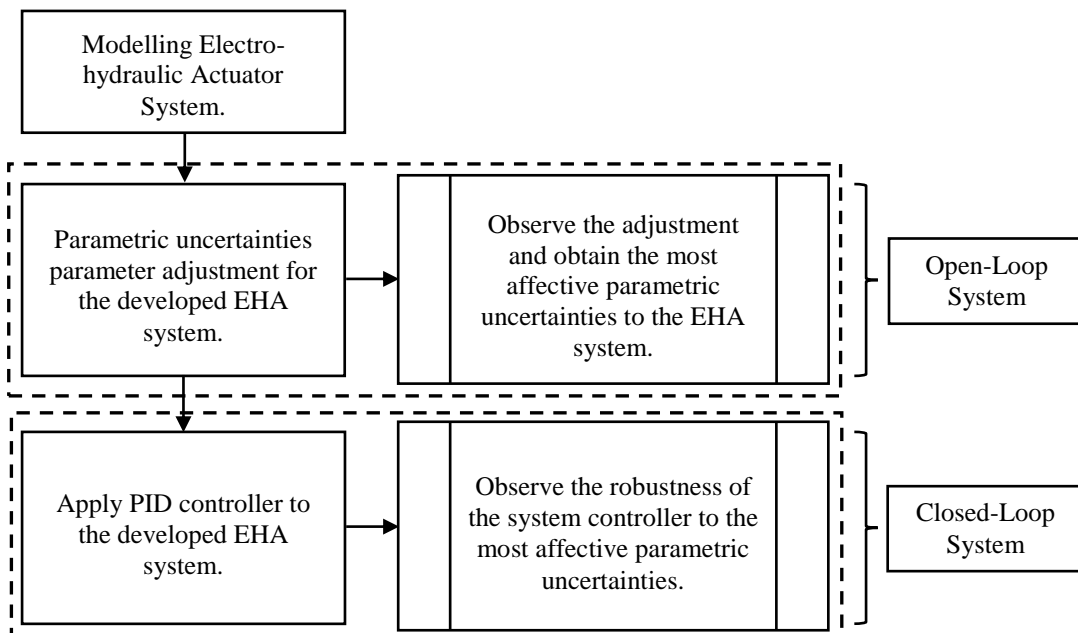 Modelling Electro-
hydraulic Actuator
System.
Parametric uncertainties
parameter adjustment for
the developed EHA
system.
Observe the adjustment
and obtain the most
affective parametric
uncertainties to the EHA
system.
Open-Loop
System
Apply PID controller to
the developed EHA
system.
Observe the robustness of
the system controller to the
most affective parametric
uncertainties.
Closed-Loop
System